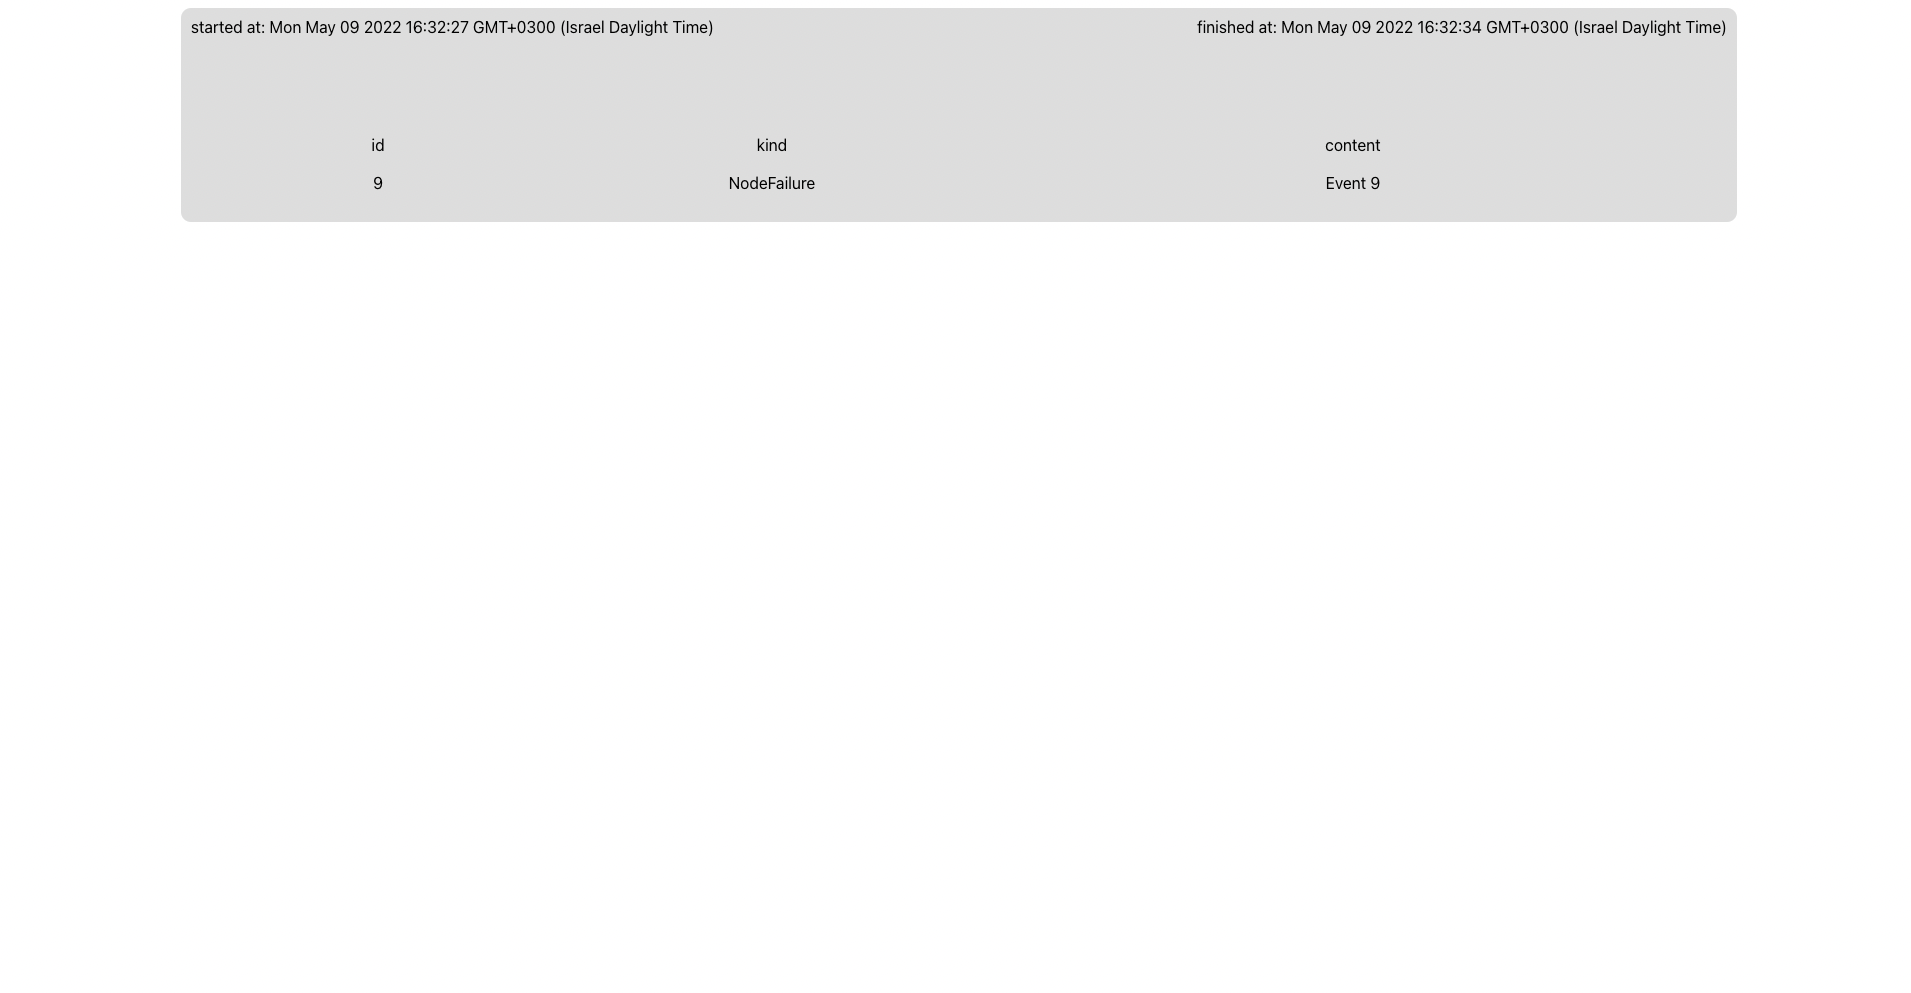 started at: Mon May 09 2022 16:32:27 GMT+0300 (Israel Daylight Time) finished at: Mon May 09 2022 16:32:34 GMT+0300 (Israel Daylight Time)
id kind content
9 NodeFailure Event 9